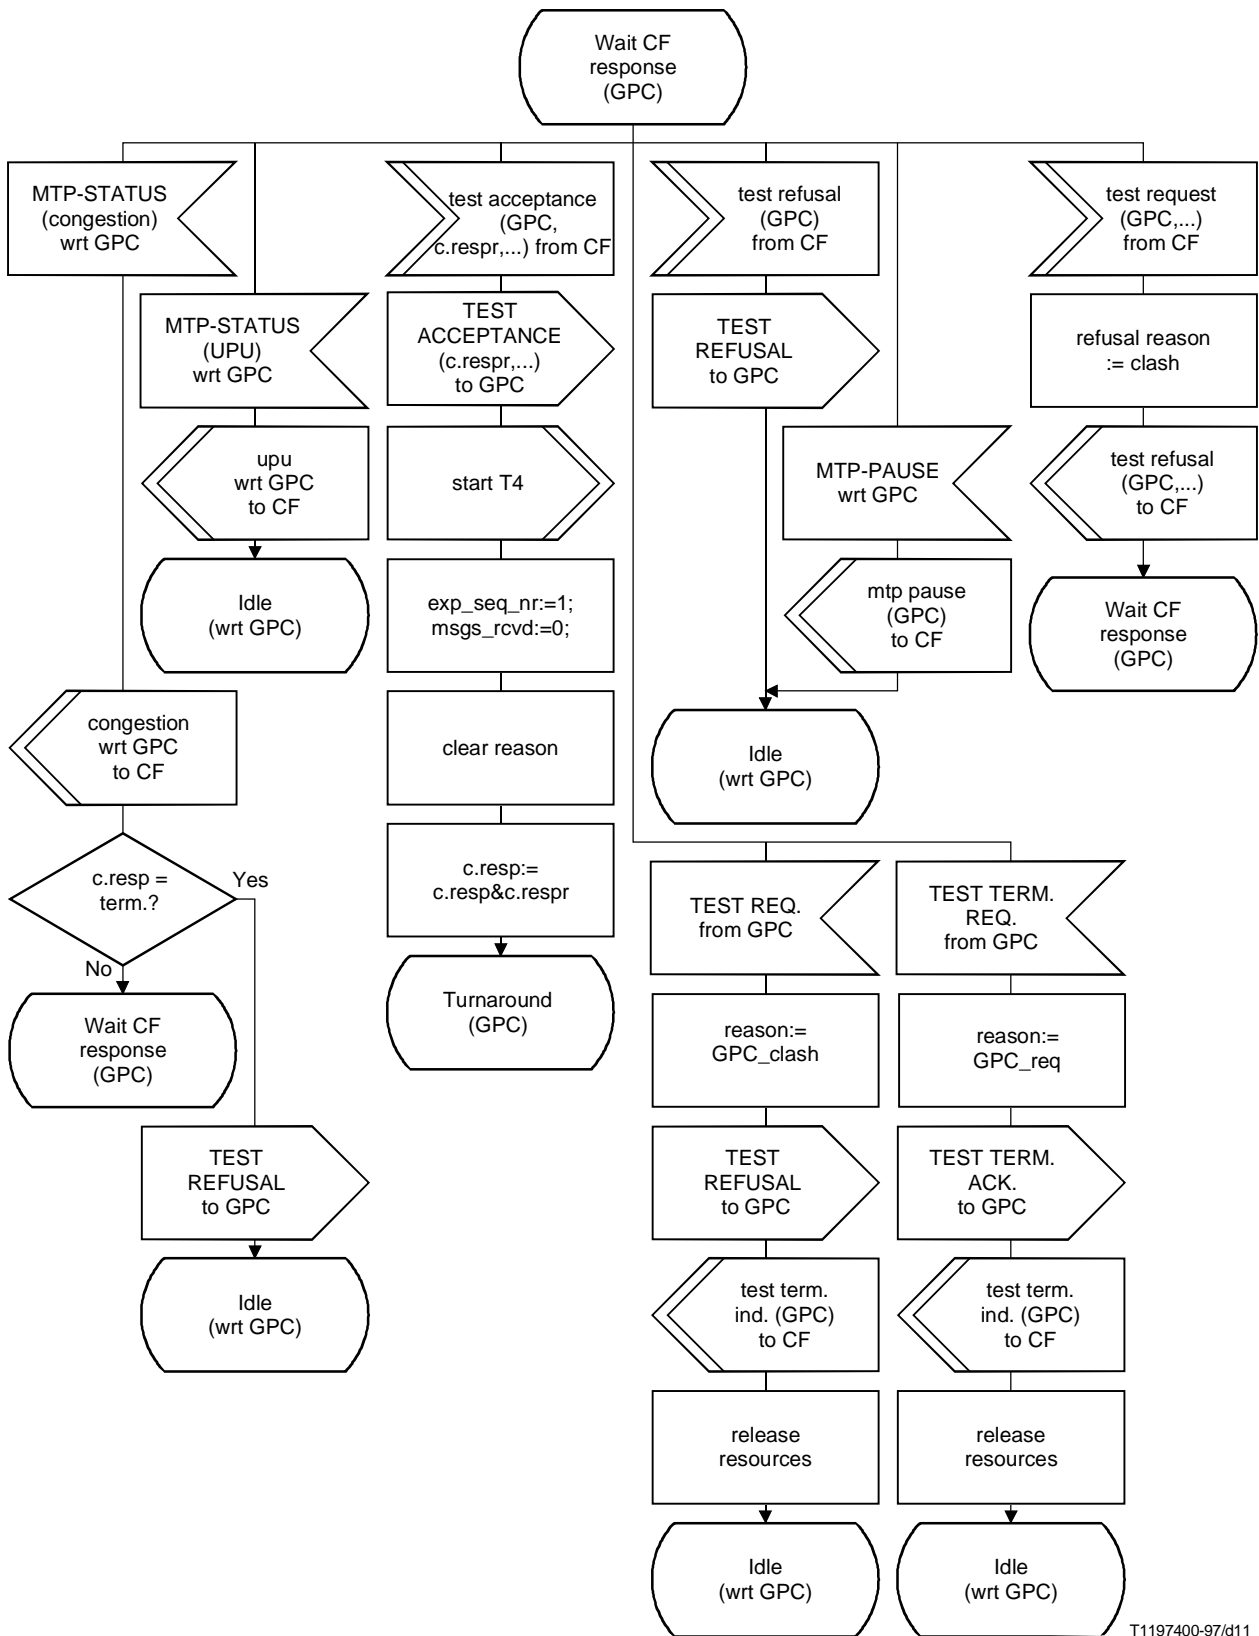 Wait CF
response
(GPC)
MTP-STATUS
(congestion)
wrt GPC
test acceptance
(GPC,
c.respr,...) from CF
test refusal
(GPC)
from CF
test request
(GPC,...)
from CF
MTP-STATUS
(UPU)
wrt GPC
TEST
ACCEPTANCE
(c.respr,...)
to GPC
TEST
REFUSAL
to GPC
refusal reason
:= clash
upu
wrt GPC
to CF
start T4
MTP-PAUSE
wrt GPC
test refusal
(GPC,...)
to CF
Idle
(wrt GPC)
exp_seq_nr:=1;
msgs_rcvd:=0;
mtp pause
(GPC)
to CF
Wait CF
response
(GPC)
congestion
wrt GPC
to CF
clear reason
Idle
(wrt GPC)
c.resp =
term.?
Yes
No
c.resp:=
c.resp&c.respr
TEST REQ.
from GPC
TEST TERM.
REQ.
from GPC
Wait CF
response
(GPC)
Turnaround
(GPC)
reason:=
GPC_clash
reason:=
GPC_req
TEST
REFUSAL
to GPC
TEST
REFUSAL
to GPC
TEST TERM.
ACK.
to GPC
Idle
(wrt GPC)
test term.
ind. (GPC)
to CF
test term.
ind. (GPC)
to CF
release
resources
release
resources
Idle
(wrt GPC)
Idle
(wrt GPC)
T1197400-97/d11